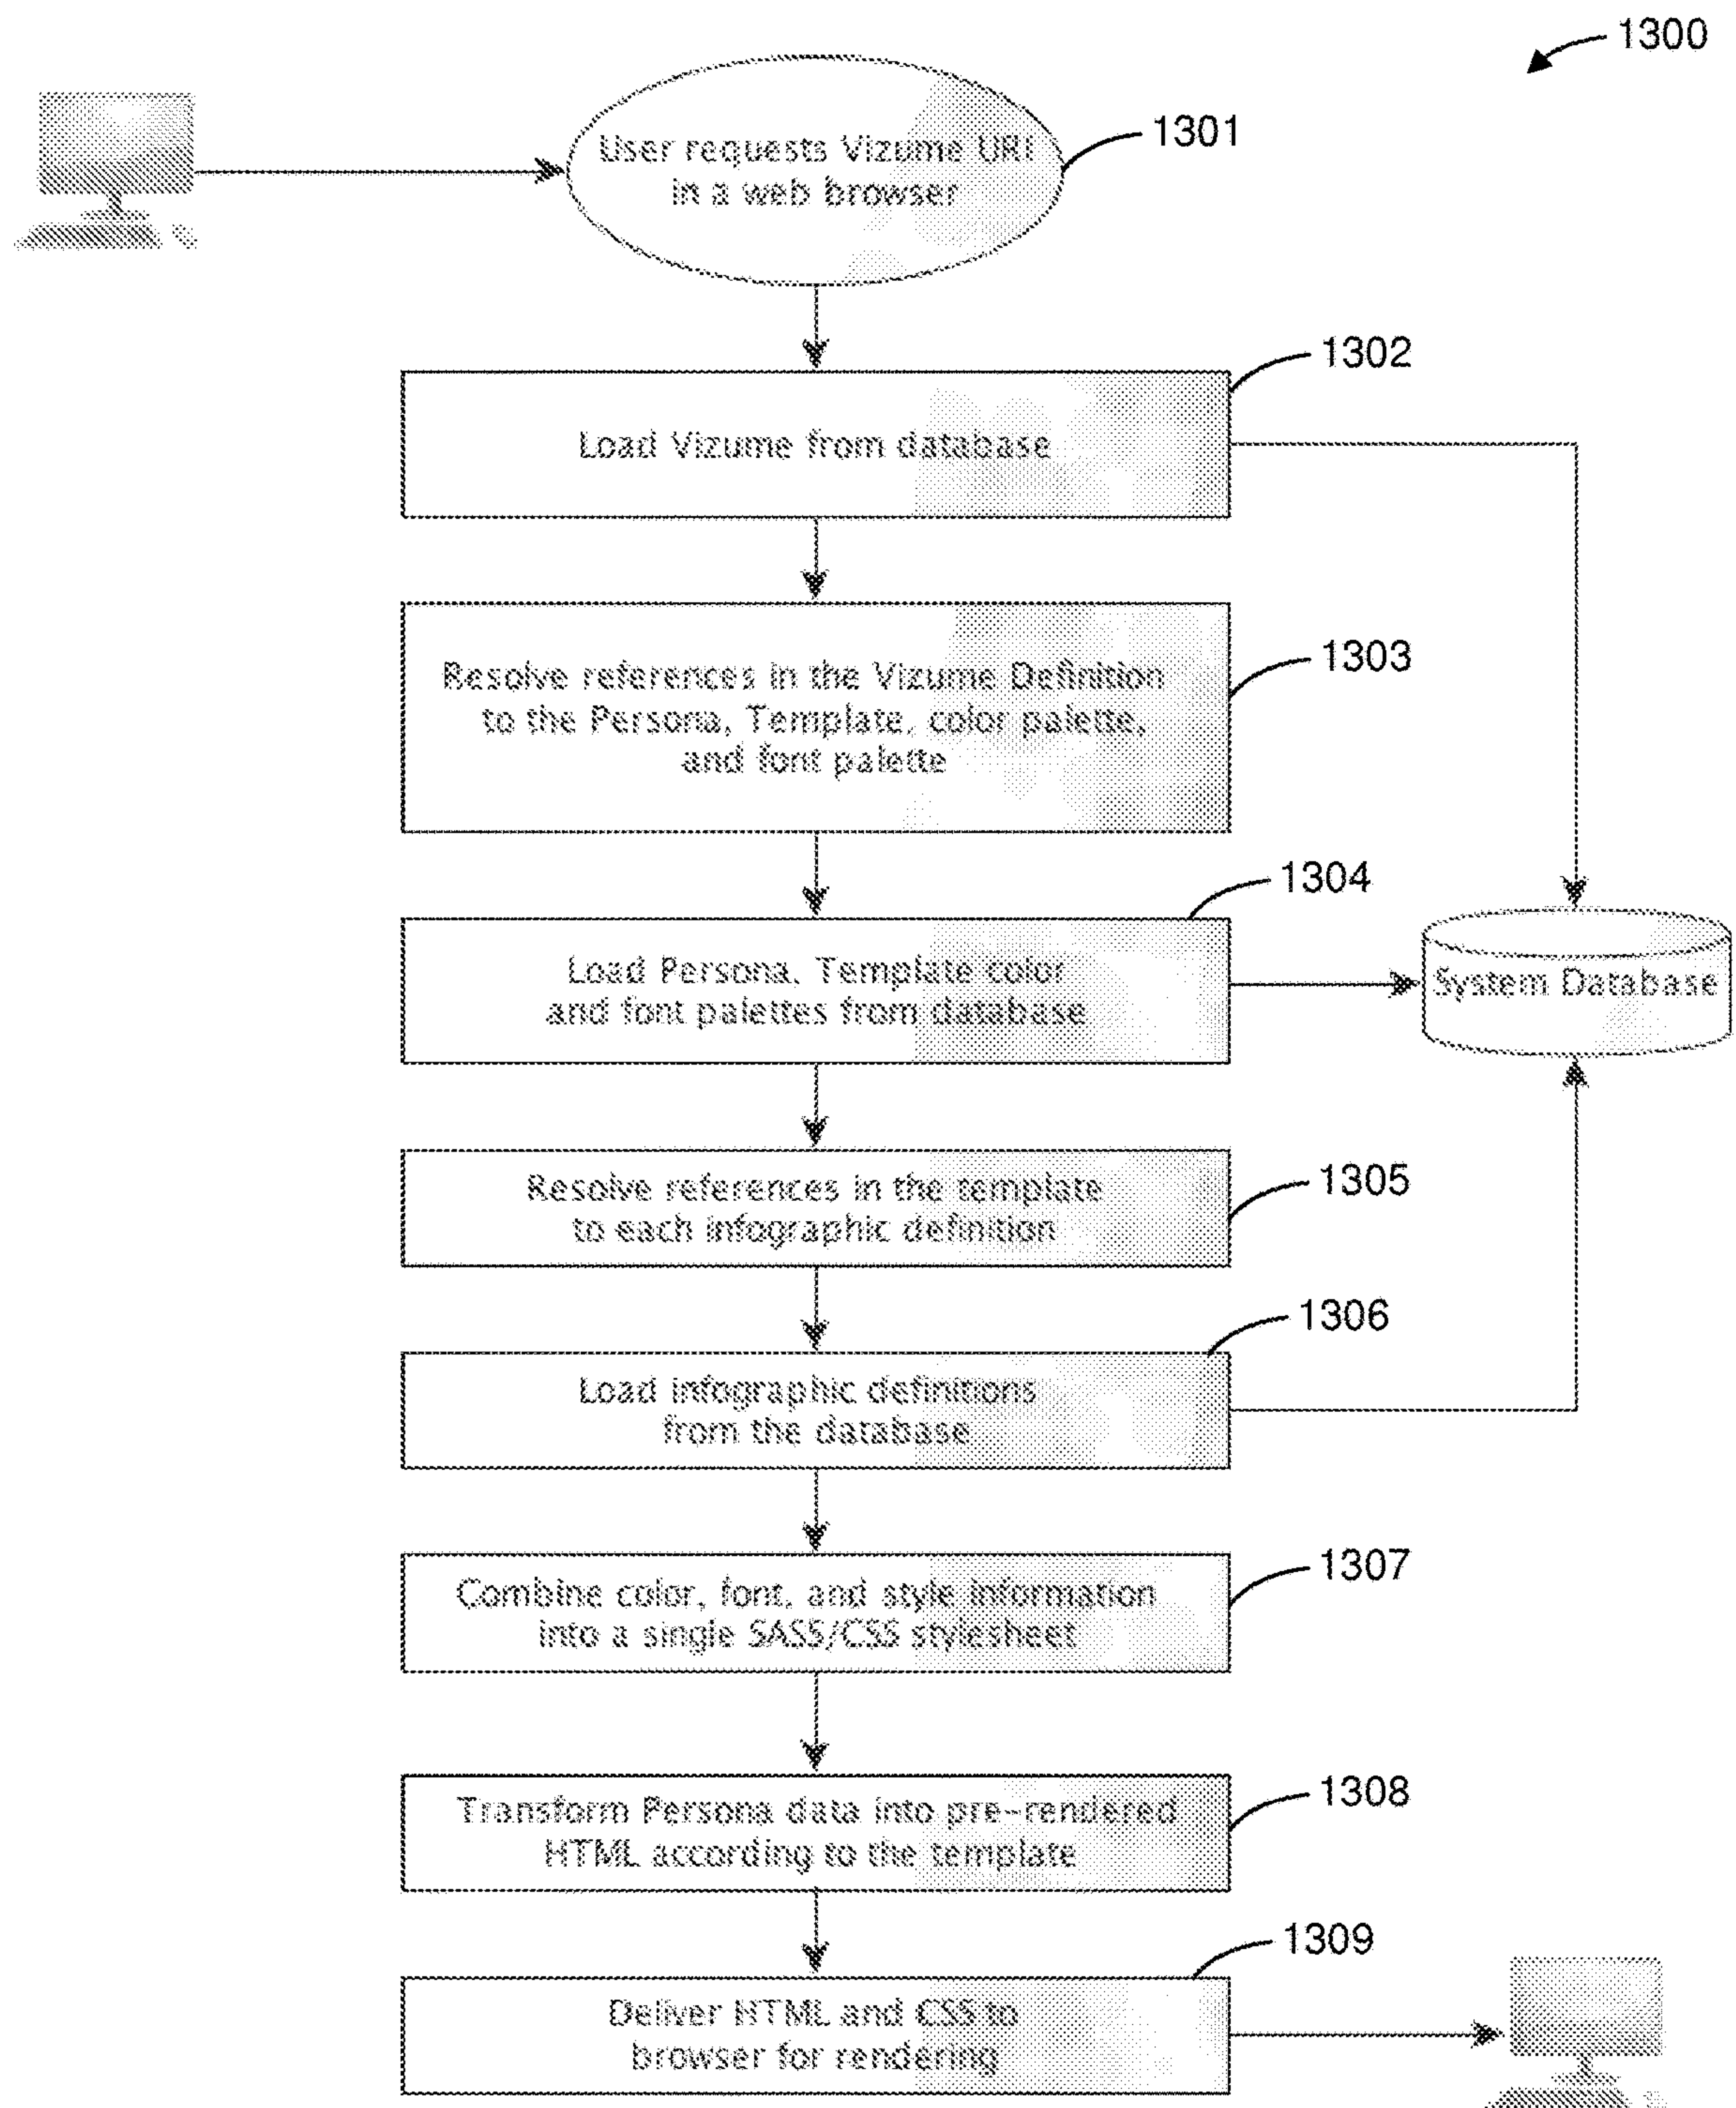 1300
User requests Vizume URI
in a web browser
1301
1302
Load Vizume from database
1303
Resolve references in the Vizume Definition
to the Persona, Template, color palette,
and font palette
1304
Load Persona, Template color
and font palettes from database
System Database
1305
Resolve references in the template
to each infographic definition
1306
Load infographic definitions
from the database
1307
Combine color, font, and style information
into a single SASS/CSS stylesheet
1308
Transform Persona data into pre-rendered
HTML according to the template
1309
Deliver HTML and CSS to
browser for rendering